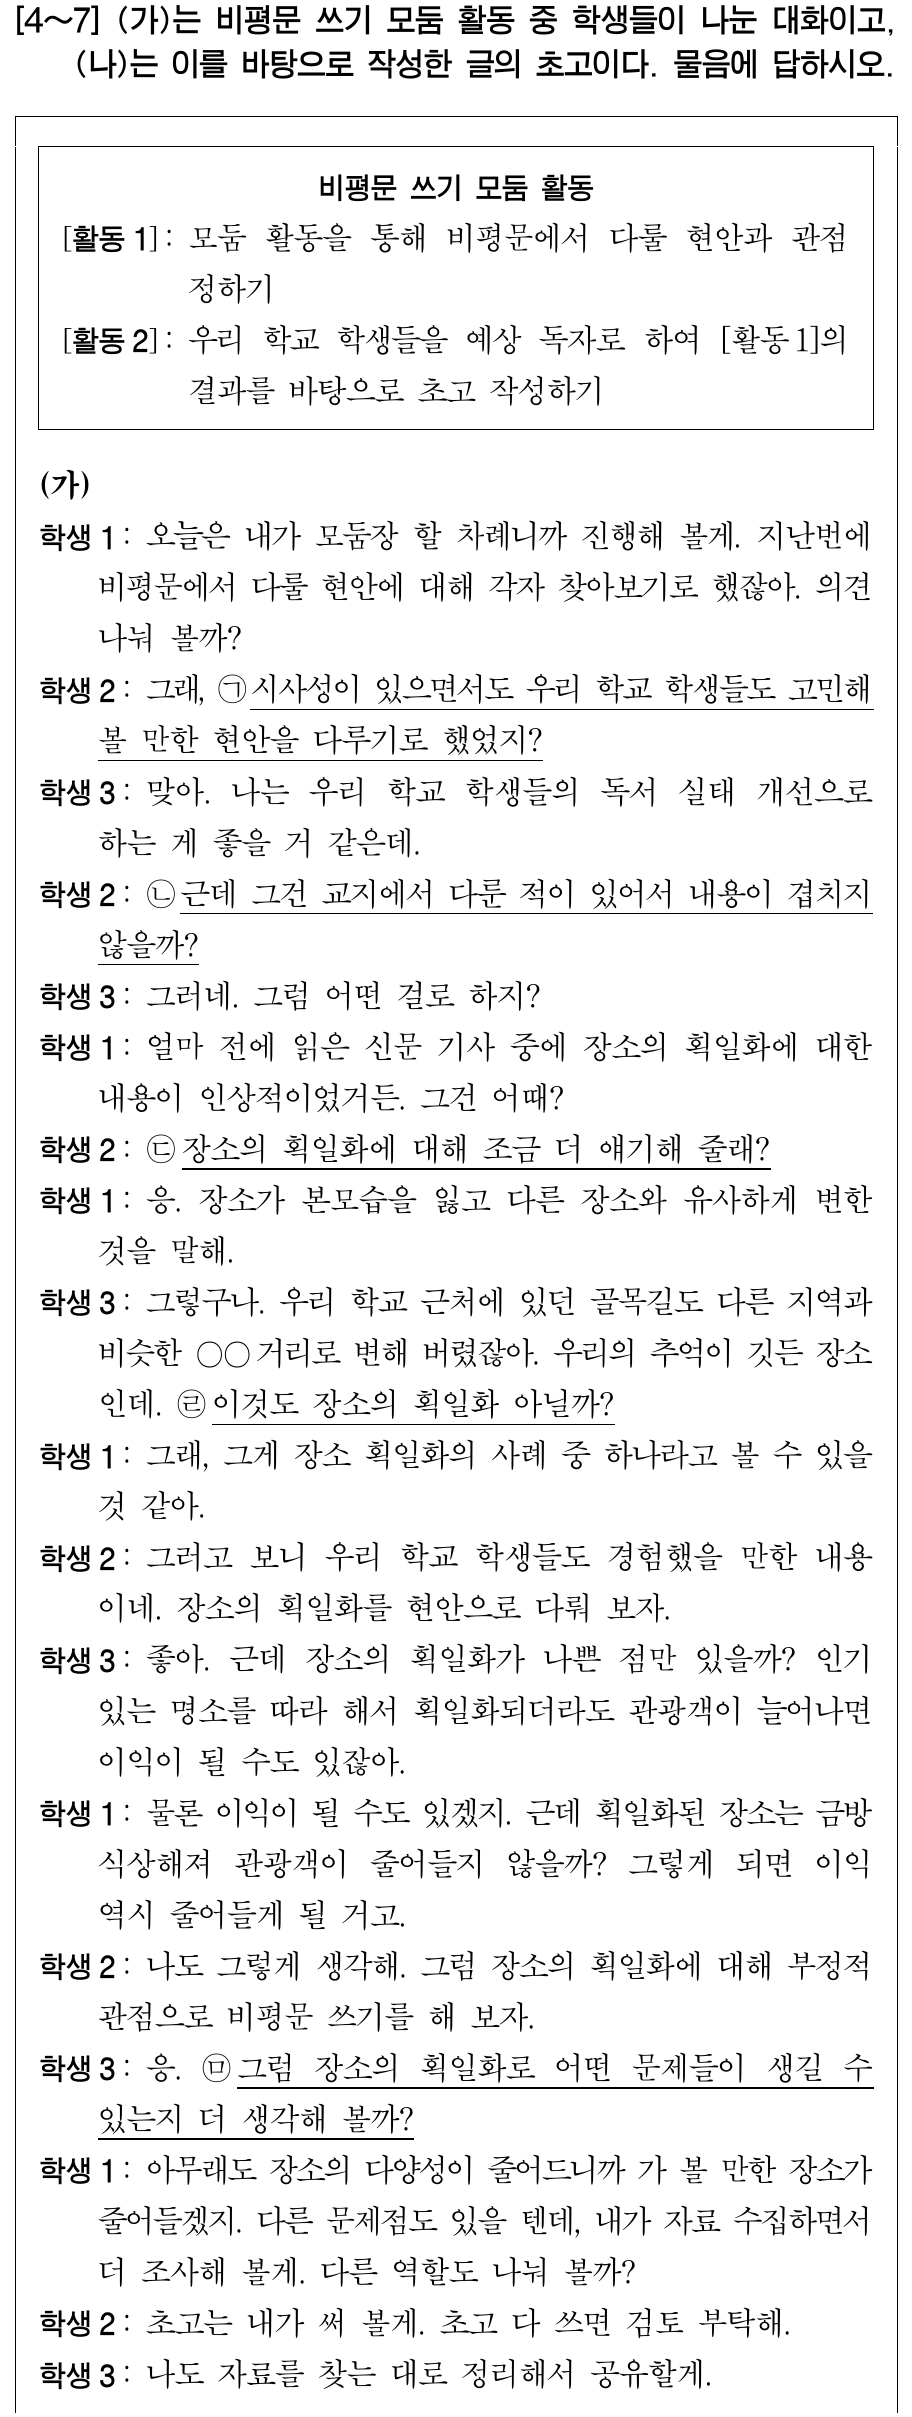 [4～7] (가)는 비평문 쓰기 모둠 활동 중 학생들이 나눈 대화이고,
(나)는 이를 바탕으로 작성한 글의 초고이다. 물음에 답하시오.
비평문 쓰기 모둠 활동
[활동 1]: 모둠 활동을 통해 비평문에서 다룰 현안과 관점
정하기
[활동 2]: 우리 학교 학생들을 예상 독자로 하여 [활동 1]의
결과를 바탕으로 초고 작성하기
(가)
학생 1: 오늘은 내가 모둠장 할 차례니까 진행해 볼게. 지난번에
비평문에서 다룰 현안에 대해 각자 찾아보기로 했잖아. 의견
나눠 볼까?
학생 2: 그래, ㉠시사성이 있으면서도 우리 학교 학생들도 고민해
볼 만한 현안을 다루기로 했었지?
학생 3: 맞아. 나는 우리 학교 학생들의 독서 실태 개선으로
하는 게 좋을 거 같은데.
학생 2: ㉡근데 그건 교지에서 다룬 적이 있어서 내용이 겹치지
않을까?
학생 3: 그러네. 그럼 어떤 걸로 하지?
학생 1: 얼마 전에 읽은 신문 기사 중에 장소의 획일화에 대한
내용이 인상적이었거든. 그건 어때?
학생 2: ㉢장소의 획일화에 대해 조금 더 얘기해 줄래?
학생 1: 응. 장소가 본모습을 잃고 다른 장소와 유사하게 변한
것을 말해.
학생 3: 그렇구나. 우리 학교 근처에 있던 골목길도 다른 지역과
비슷한 ○○거리로 변해 버렸잖아. 우리의 추억이 깃든 장소
인데. ㉣이것도 장소의 획일화 아닐까?
학생 1: 그래, 그게 장소 획일화의 사례 중 하나라고 볼 수 있을
것 같아.
학생 2: 그러고 보니 우리 학교 학생들도 경험했을 만한 내용
이네. 장소의 획일화를 현안으로 다뤄 보자.
학생 3: 좋아. 근데 장소의 획일화가 나쁜 점만 있을까? 인기
있는 명소를 따라 해서 획일화되더라도 관광객이 늘어나면
이익이 될 수도 있잖아.
학생 1: 물론 이익이 될 수도 있겠지. 근데 획일화된 장소는 금방
식상해져 관광객이 줄어들지 않을까? 그렇게 되면 이익
역시 줄어들게 될 거고.
학생 2: 나도 그렇게 생각해. 그럼 장소의 획일화에 대해 부정적
관점으로 비평문 쓰기를 해 보자.
학생 3: 응. ㉤그럼 장소의 획일화로 어떤 문제들이 생길 수
있는지 더 생각해 볼까?
학생 1: 아무래도 장소의 다양성이 줄어드니까 가 볼 만한 장소가
줄어들겠지. 다른 문제점도 있을 텐데, 내가 자료 수집하면서
더 조사해 볼게. 다른 역할도 나눠 볼까?
학생 2: 초고는 내가 써 볼게. 초고 다 쓰면 검토 부탁해.
학생 3: 나도 자료를 찾는 대로 정리해서 공유할게.